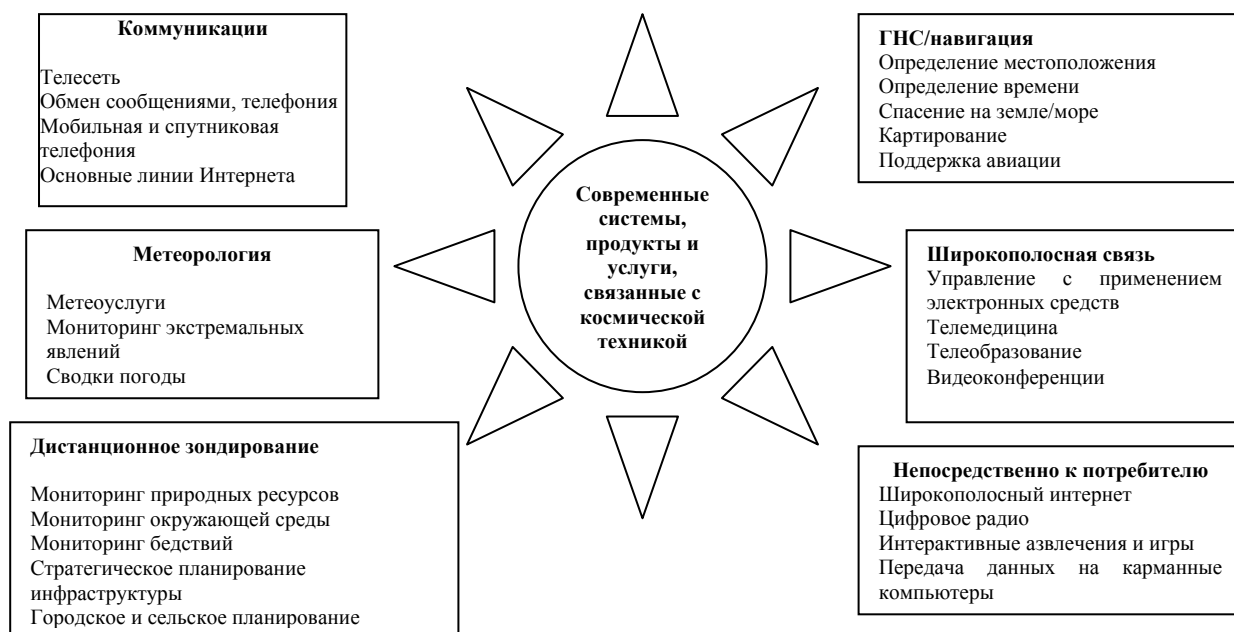 Коммуникации
Телесеть
Обмен сообщениями, телефония
Мобильная и спутниковая
телефония
Основные линии Интернета
ГНС/навигация
Определение местоположения
Определение времени
Спасение на земле/море
Картирование
Поддержка авиации
Современные
системы,
продукты и
услуги,
связанные с
космической
техникой
Метеорология
Метеоуслуги
Мониторинг экстремальных
явлений
Сводки погоды
Широкополосная связь
Управление с применением
электронных средств
Телемедицина
Телеобразование
Видеоконференции
Дистанционное зондирование
Мониторинг природных ресурсов
Мониторинг окружающей среды
Мониторинг бедствий
Стратегическое планирование
инфраструктуры
Городское и сельское планирование
Непосредственно к потребителю
Широкополосный интернет
Цифровое радио
Интерактивные азвлечения и игры
Передача данных на карманные
компьютеры